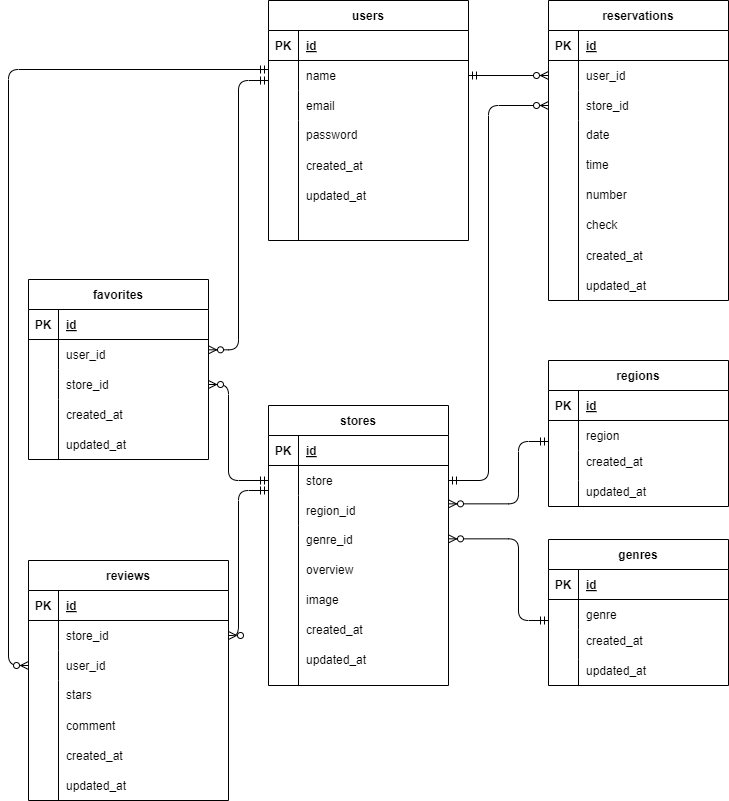 users
PK id
name
email
password
created_at
updated_at
reservations
PK id
user_id
store_id
date
time
number
check
created_at
updated_at
favorites
PK id
user_id
store_id
created_at
updated_at
stores
PK id
store
region_id
genre_id
overview
image
created_at
updated_at
regions
PK id
region
created_at
updated_at
genres
PK id
genre
created_at
updated_at
reviews
PK id
store_id
user_id
stars
comment
created_at
updated_at